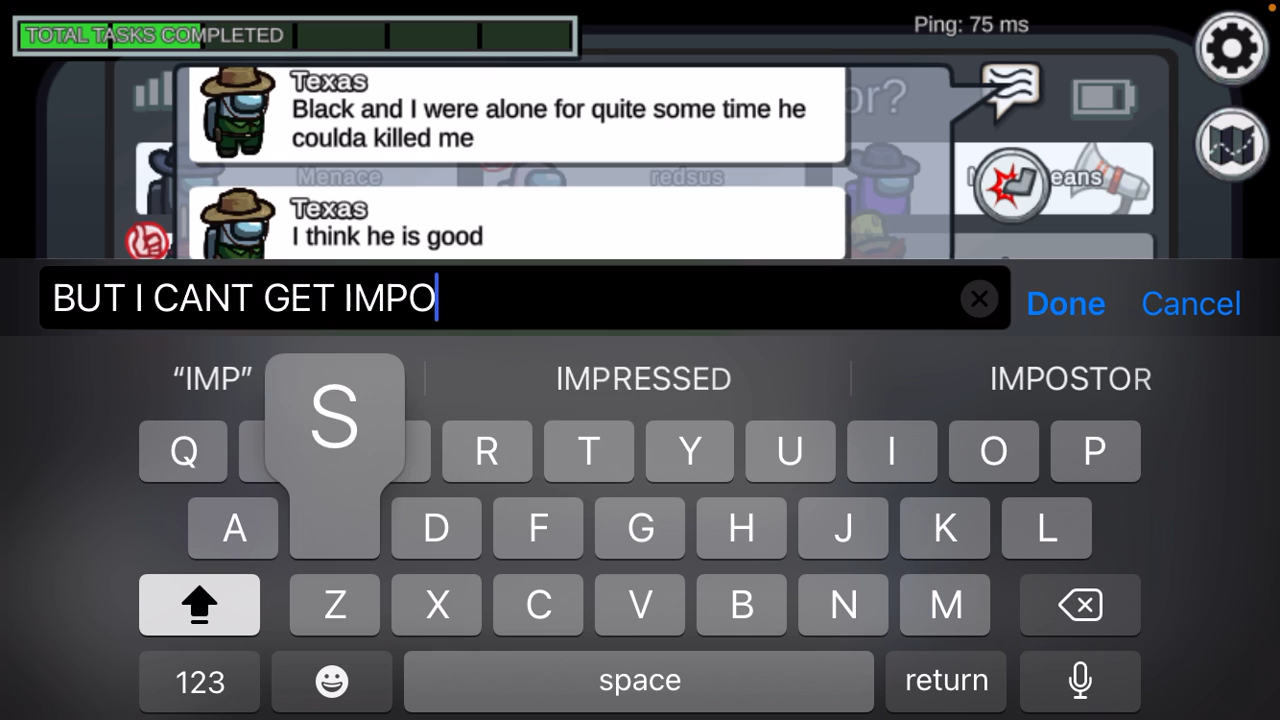 TOTAL TASKS COMPLETED
Ping: 75 ms
Texas
Black and I were alone for quite some time he
coulda killed me
or?
Menace
redsus
eans
Texas
I think he is good
BUT I CANT GET IMPO
Done
Cancel
“IMP”
IMPRESSED
IMPOSTOR
S
Q R T Y U I O P
A D F G H J K L
Z X C V B N M
123
space
return